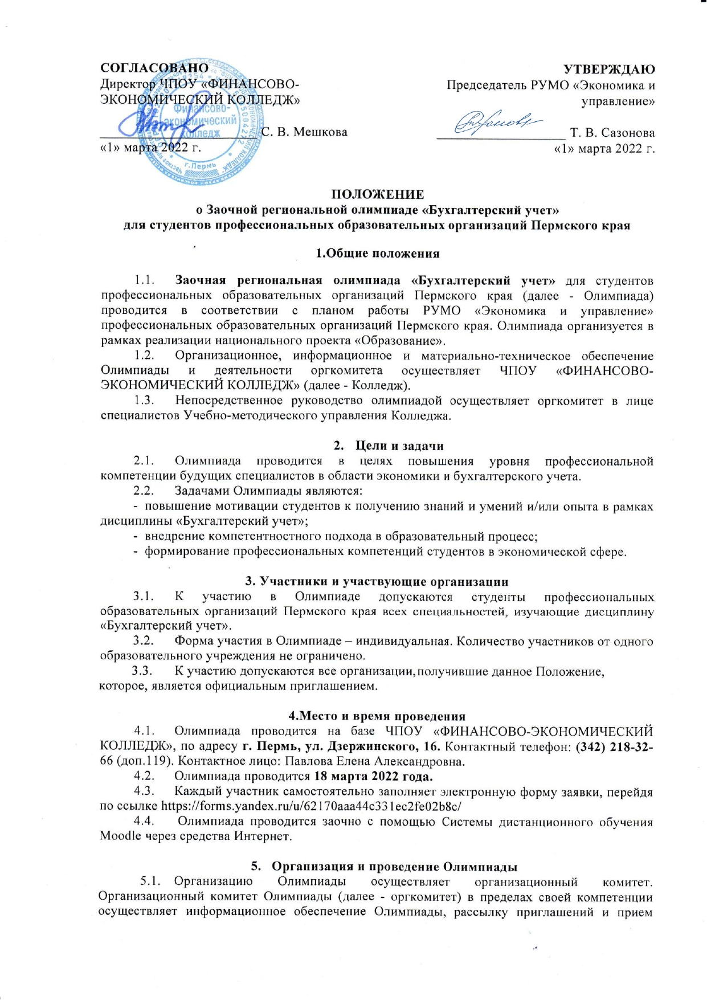 СОГЛАСОВАНО
Директор ЧПОУ «ФИНАНСОВО-
ЭКОНОМИЧЕСКИЙ КОЛЛЕДЖ»
С. В. Мешкова
«1» марта 2022 г.
Финансово-
экономический
колледж
г.Пермь
УТВЕРЖДАЮ
Председатель РУМО «Экономика и
управление»
Т. В. Сазонова
«1» марта 2022 г.
ПОЛОЖЕНИЕ
о Заочной региональной олимпиаде «Бухгалтерский учет»
для студентов профессиональных образовательных организаций Пермского края
1.Общие положения
1.1. Заочная региональная олимпиада «Бухгалтерский учет» для студентов
профессиональных образовательных организаций Пермского края (далее - Олимпиада)
проводится в соответствии с планом работы РУМО «Экономика и управление»
профессиональных образовательных организаций Пермского края. Олимпиада организуется в
рамках реализации национального проекта «Образование».
1.2. Организационное, информационное и материально-техническое обеспечение
Олимпиады и деятельности оргкомитета осуществляет ЧПОУ «ФИНАНСОВО-
ЭКОНОМИЧЕСКИЙ КОЛЛЕДЖ» (далее - Колледж).
1.3. Непосредственное руководство олимпиадой осуществляет оргкомитет в лице
специалистов Учебно-методического управления Колледжа.
2. Цели и задачи
2.1. Олимпиада проводится в целях повышения уровня профессиональной
компетенции будущих специалистов в области экономики и бухгалтерского учета.
2.2. Задачами Олимпиады являются:
- повышение мотивации студентов к получению знаний и умений и/или опыта в рамках
дисциплины «Бухгалтерский учет»;
- внедрение компетентностного подхода в образовательный процесс;
- формирование профессиональных компетенций студентов в экономической сфере.
3. Участники и участвующие организации
3.1. К участию в Олимпиаде допускаются студенты профессиональных
образовательных организаций Пермского края всех специальностей, изучающие дисциплину
«Бухгалтерский учет».
3.2. Форма участия в Олимпиаде – индивидуальная. Количество участников от одного
образовательного учреждения не ограничено.
3.3. К участию допускаются все организации, получившие данное Положение,
которое, является официальным приглашением.
4.Место и время проведения
4.1. Олимпиада проводится на базе ЧПОУ «ФИНАНСОВО-ЭКОНОМИЧЕСКИЙ
КОЛЛЕДЖ», по адресу г. Пермь, ул. Дзержинского, 16. Контактный телефон: (342) 218-32-
66 (доп.119). Контактное лицо: Павлова Елена Александровна.
4.2. Олимпиада проводится 18 марта 2022 года.
4.3. Каждый участник самостоятельно заполняет электронную форму заявки, перейдя
по ссылке https://forms.yandex.ru/u/62170aaa44c331ec2fe02b8c/
4.4. Олимпиада проводится заочно с помощью Системы дистанционного обучения
Moodle через средства Интернет.
5. Организация и проведение Олимпиады
5.1. Организацию Олимпиады осуществляет организационный комитет.
Организационный комитет Олимпиады (далее - оргкомитет) в пределах своей компетенции
осуществляет информационное обеспечение Олимпиады, рассылку приглашений и прием